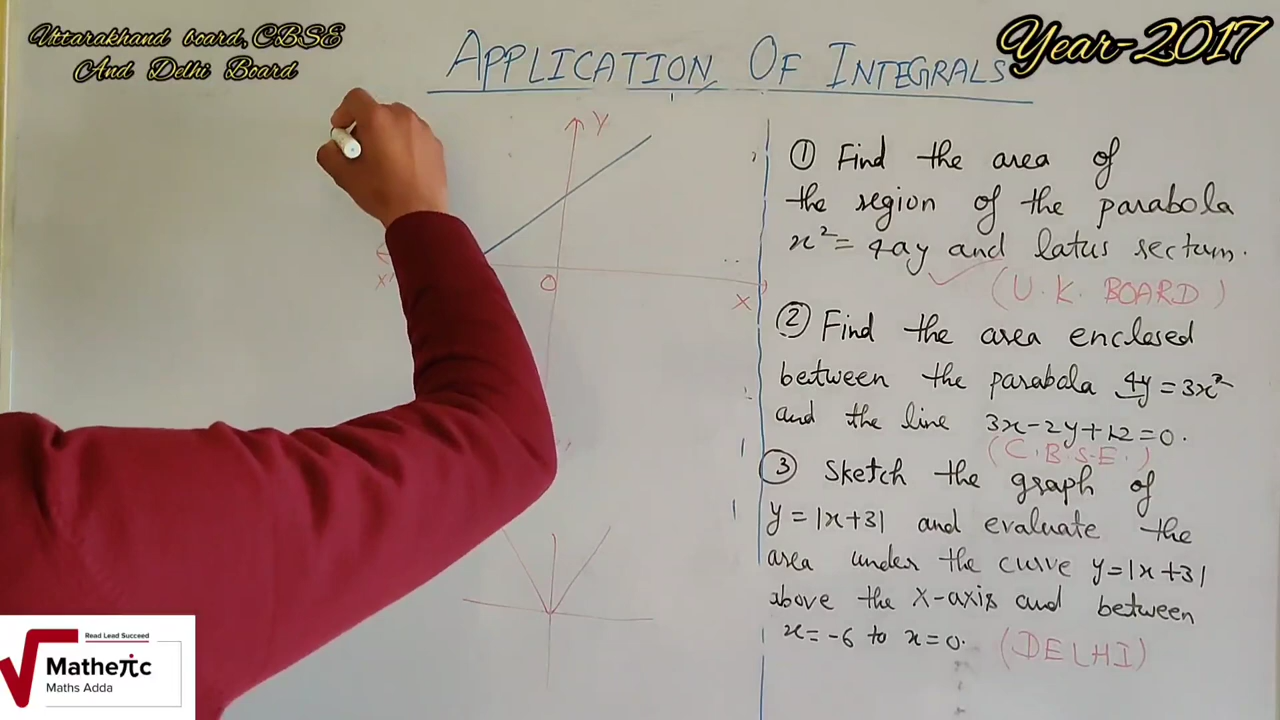 Uttarakhand board, CBSE
And Delhi Board
APPLICATION OF INTEGRALS
Year-2017
Y
X'
O
X
① Find the area of
the region of the parabola
x² = 4ay and latus rectum.
(U.K. BOARD)
② Find the area enclosed
between the parabola 4y = 3x²
and the line 3x-2y+12=0.
(C.B.S.E.)
③ Sketch the graph of
y = |x+3| and evaluate the
area under the curve y=|x+3|
above the X-axis and between
x = -6 to x = 0. (DELHI)
Read Lead Succeed
Matheπc
Maths Adda